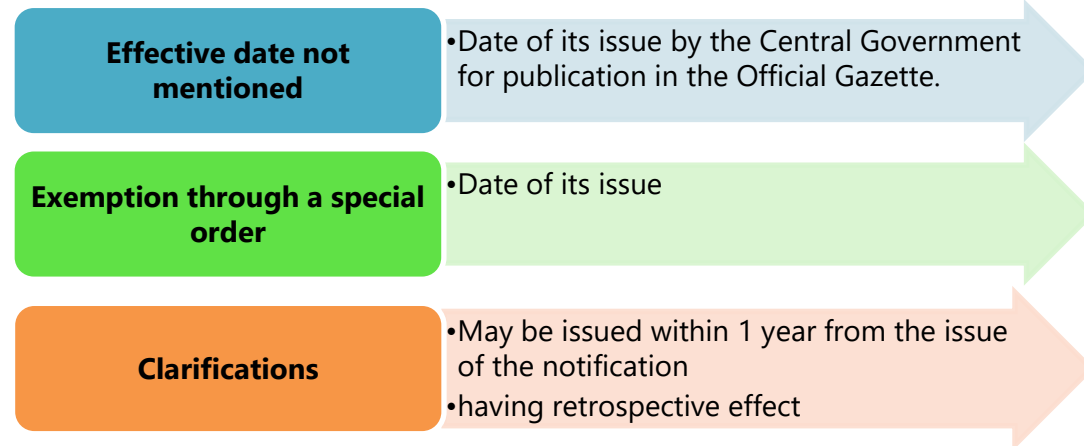 Effective date not
mentioned
•Date of its issue by the Central Government
for publication in the Official Gazette.
Exemption through a special
order
•Date of its issue
Clarifications
•May be issued within 1 year from the issue
of the notification
•having retrospective effect